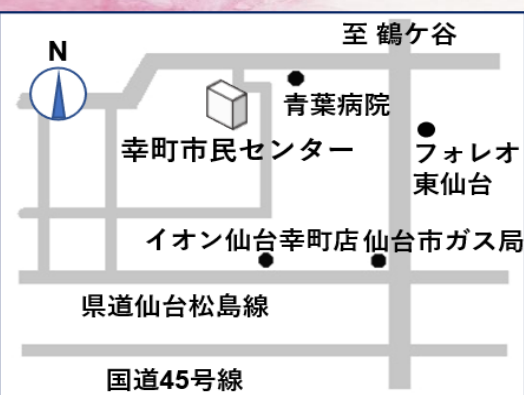 至 鶴ケ谷
N
青葉病院
幸町市民センター
フォレオ
東仙台
イオン仙台幸町店
仙台市ガス局
県道仙台松島線
国道45号線